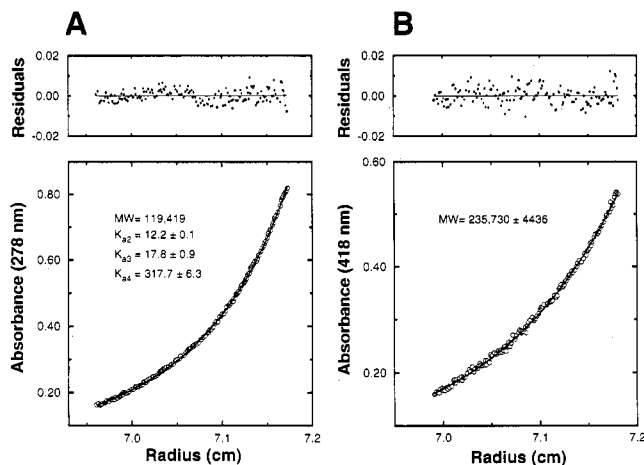 A
B
Residuals
0.02
0.00
-0.02
Residuals
0.02
0.00
-0.02
Absorbance (278 nm)
0.80
0.60
0.40
0.20
MW= 119,419
Ka2 = 12.2 ± 0.1
Ka3 = 17.8 ± 0.9
Ka4 = 317.7 ± 6.3
7.0
7.1
7.2
Radius (cm)
Absorbance (418 nm)
0.60
0.40
0.20
MW= 235,730 ± 4436
7.0
7.1
7.2
Radius (cm)